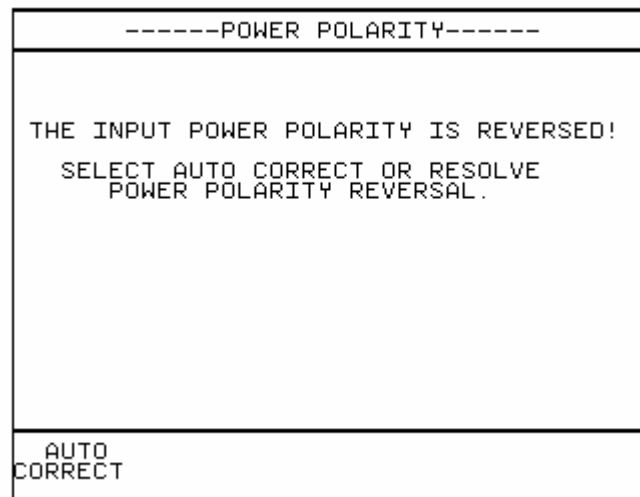 ------POWER POLARITY------
THE INPUT POWER POLARITY IS REVERSED!
SELECT AUTO CORRECT OR RESOLVE
POWER POLARITY REVERSAL.
AUTO
CORRECT